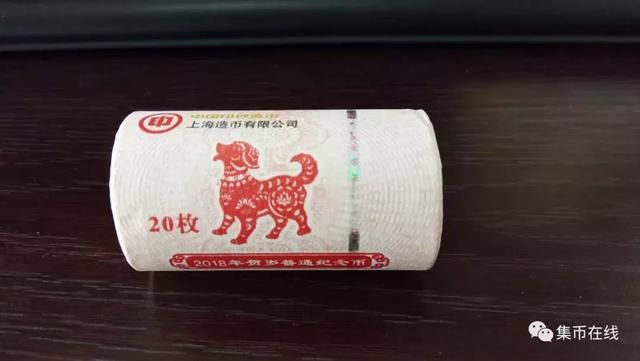 中国印钞造币
上海造币有限公司
20枚
2018年贺岁普通纪念币
集币在线